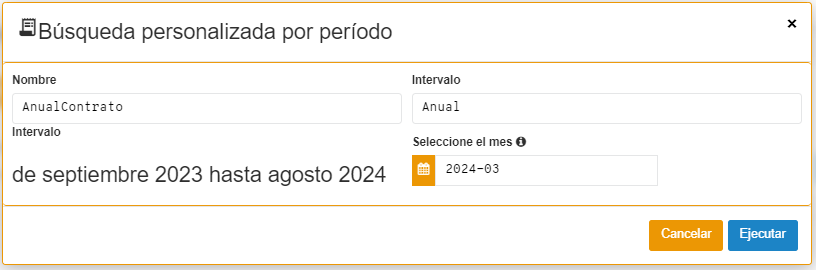 Búsqueda personalizada por período
×
Nombre
AnualContrato
Intervalo
Anual
Intervalo
de septiembre 2023 hasta agosto 2024
Seleccione el mes
2024-03
Cancelar
Ejecutar